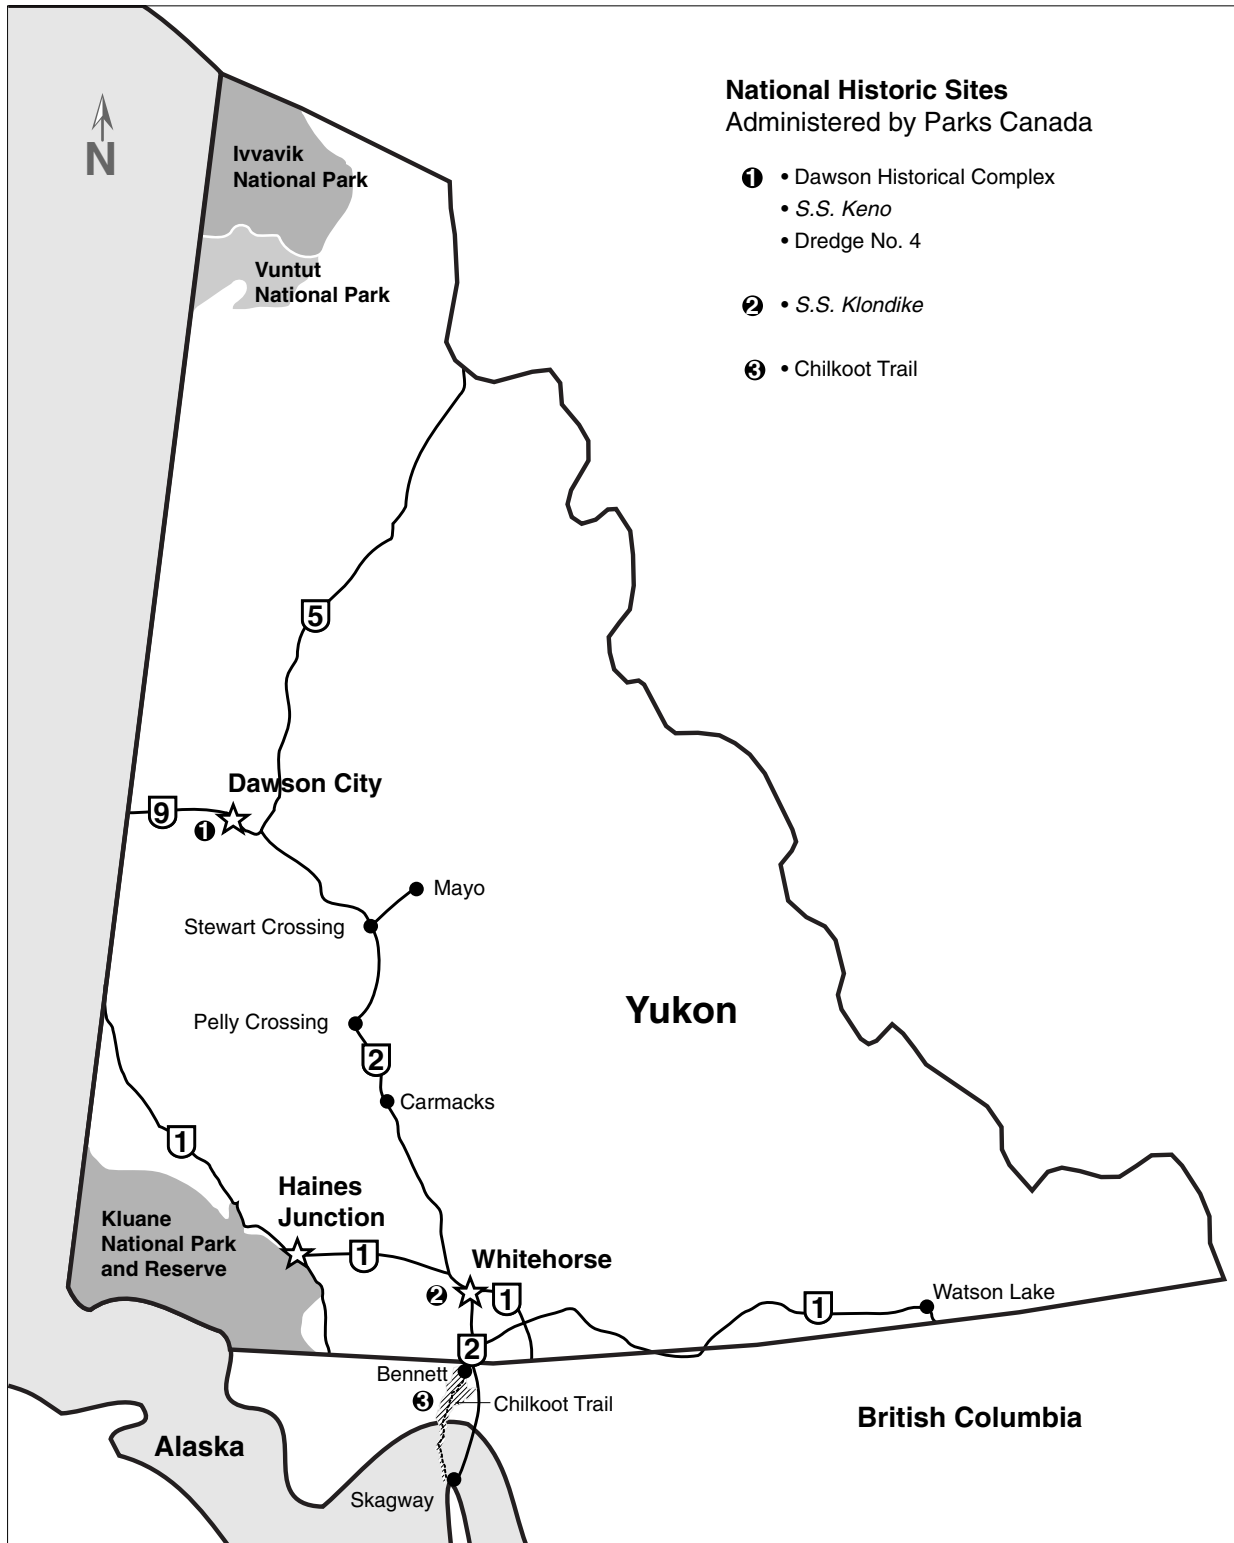 National Historic Sites
Administered by Parks Canada
1 • Dawson Historical Complex
• S.S. Keno
• Dredge No. 4
2 • S.S. Klondike
3 • Chilkoot Trail
N
Ivvavik
National Park
Vuntut
National Park
5
Dawson City
9
1
Mayo
Stewart Crossing
Pelly Crossing
Yukon
2
Carmacks
1
Haines
Junction
Kluane
National Park
and Reserve
1
Whitehorse
2
1
1
Watson Lake
2
Bennett
3
Chilkoot Trail
British Columbia
Alaska
Skagway